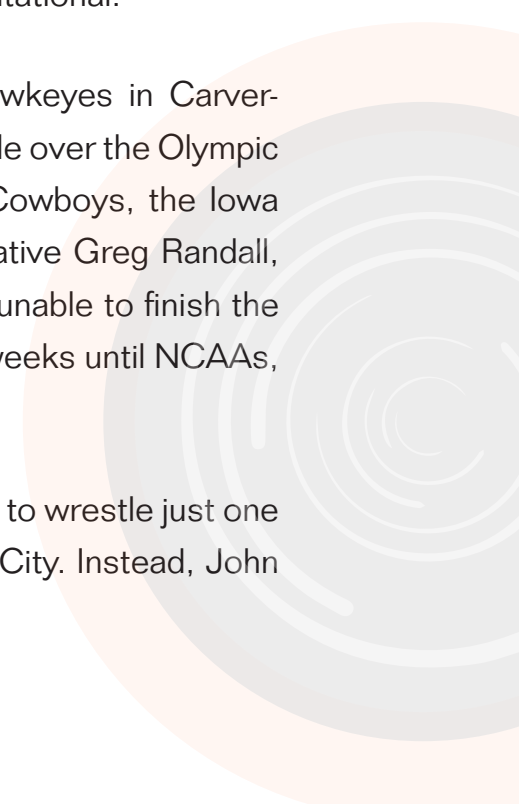 wkeyes in Carver-
le over the Olympic
Cowboys, the Iowa
ative Greg Randall,
unable to finish the
weeks until NCAAs,
to wrestle just one
City. Instead, John